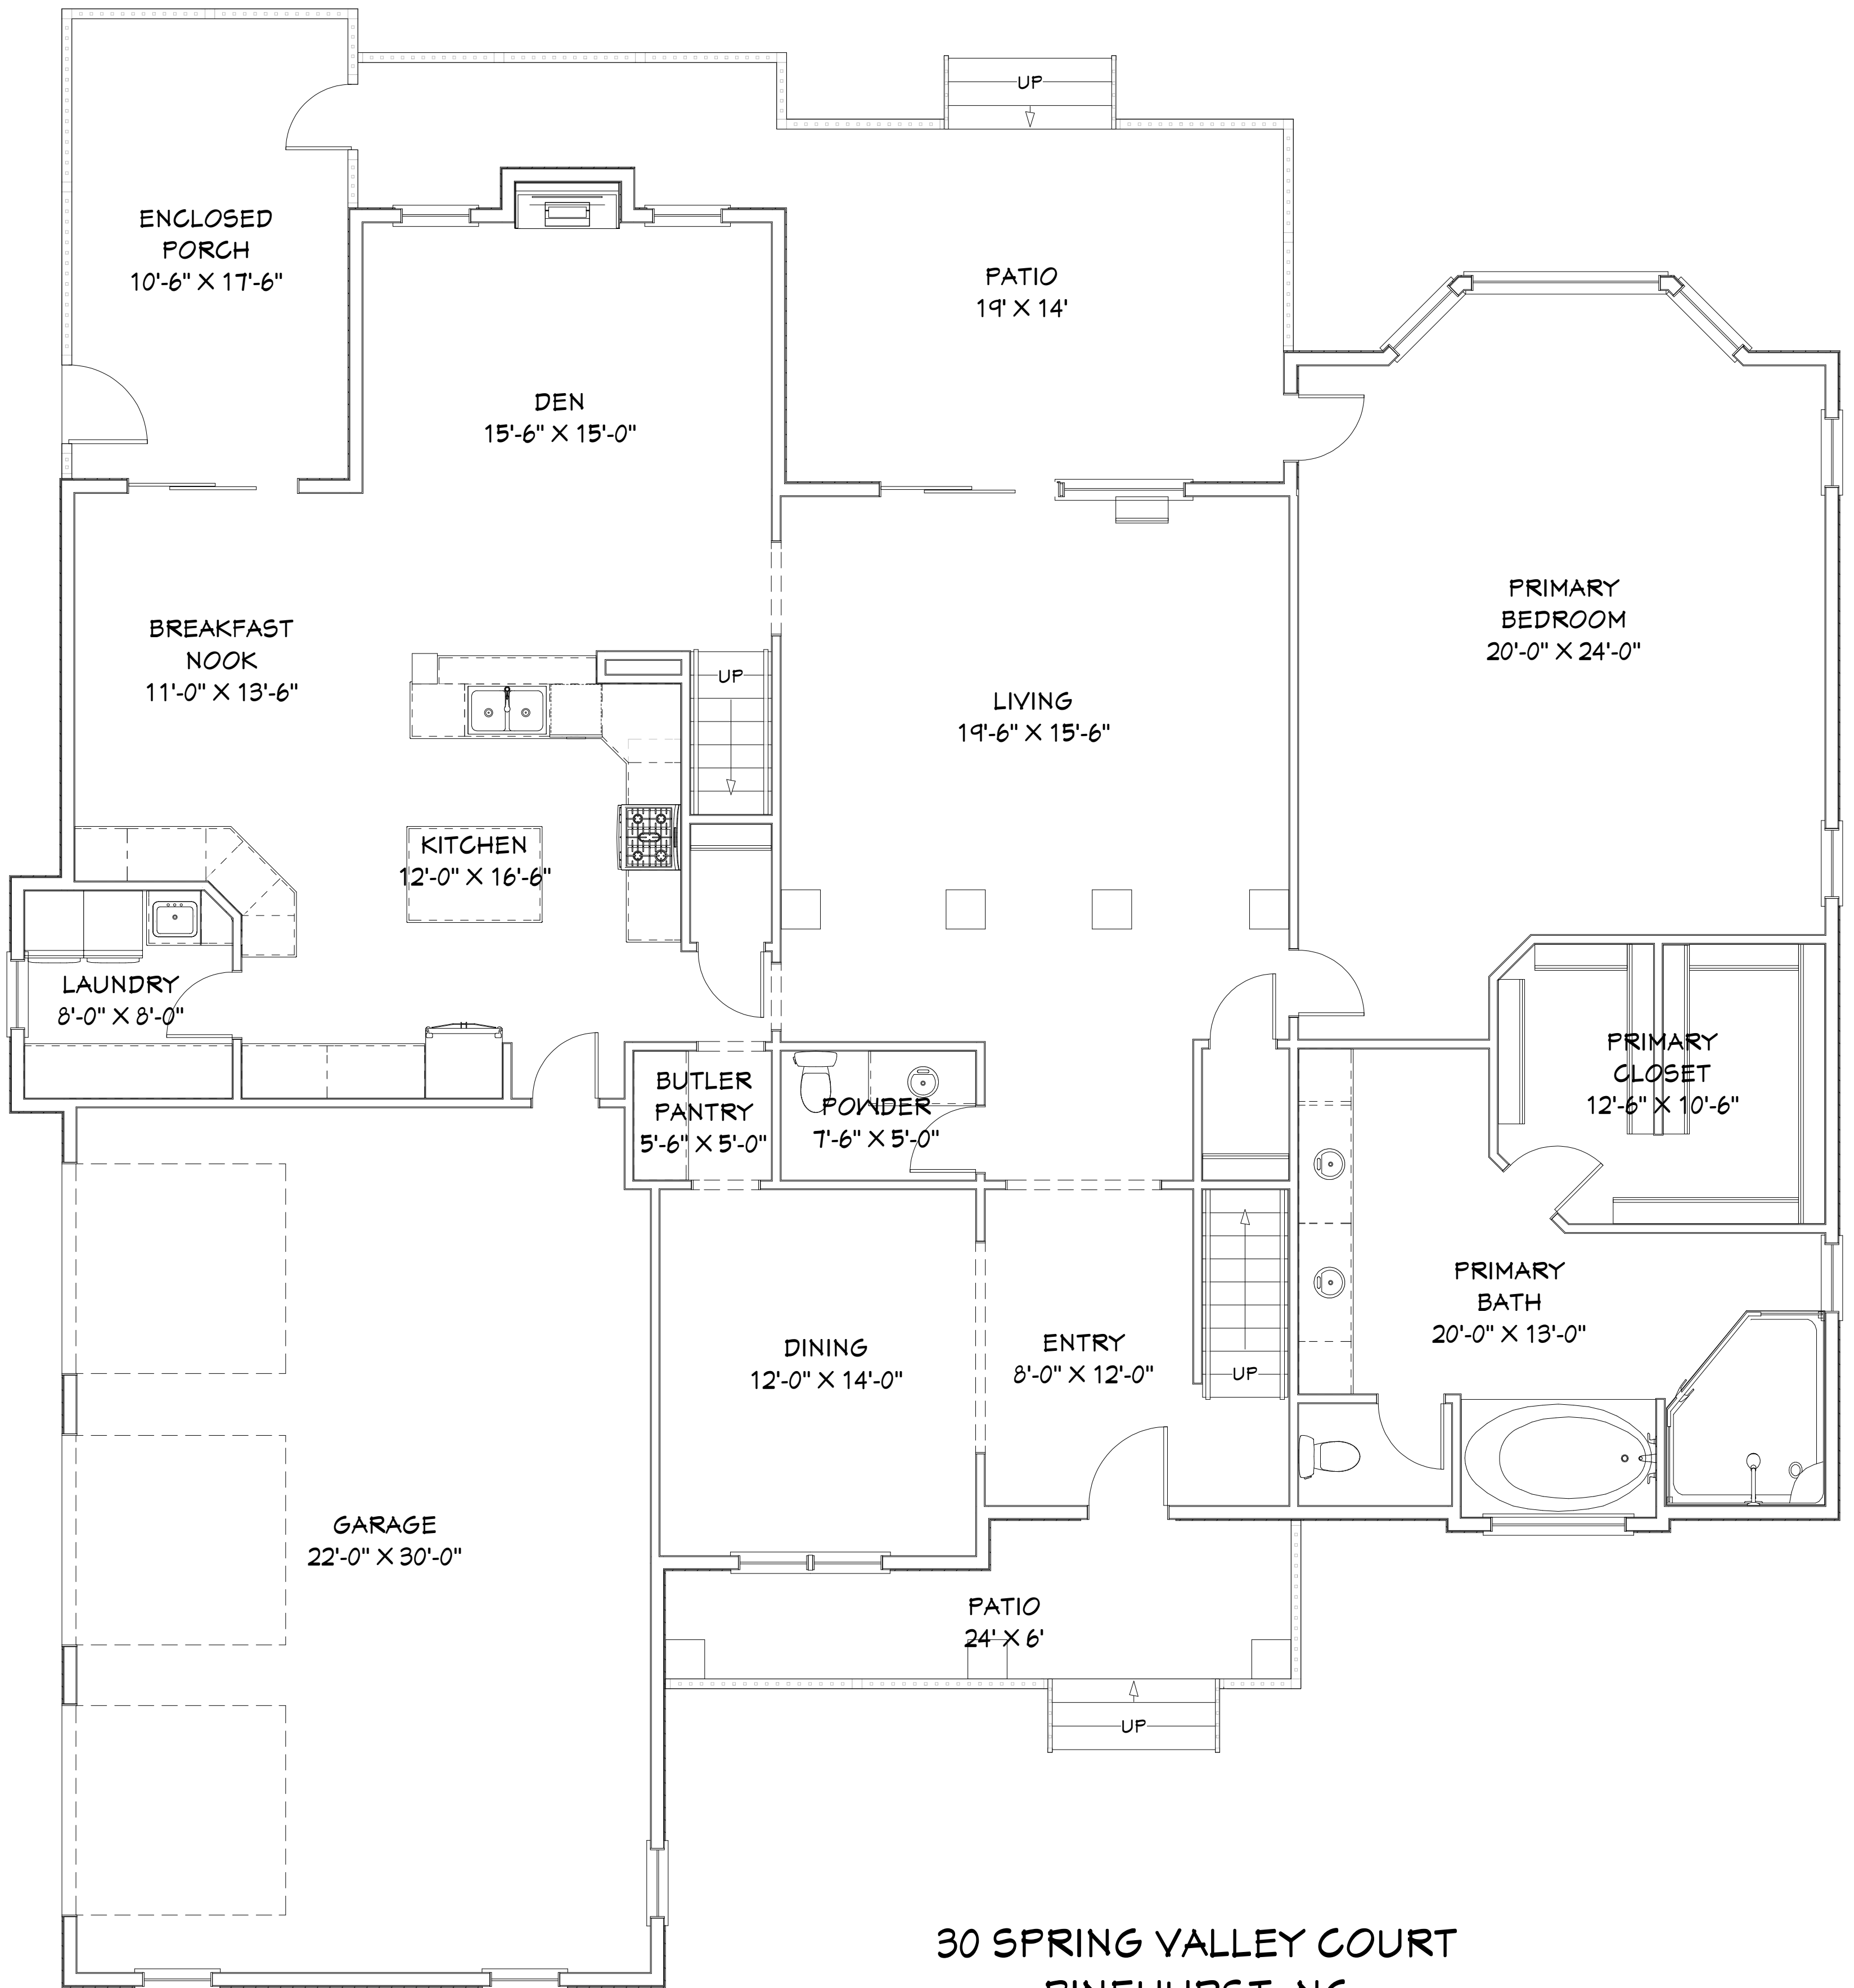 UP
ENCLOSED
PORCH
10'-6" X 17'-6"
PATIO
19' X 14'
DEN
15'-6" X 15'-0"
PRIMARY
BEDROOM
20'-0" X 24'-0"
BREAKFAST
NOOK
11'-0" X 13'-6"
UP
LIVING
19'-6" X 15'-6"
KITCHEN
12'-0" X 16'-6"
LAUNDRY
8'-0" X 8'-0"
BUTLER
PANTRY
5'-6" X 5'-0"
POWDER
7'-6" X 5'-0"
PRIMARY
CLOSET
12'-6" X 10'-6"
PRIMARY
BATH
20'-0" X 13'-0"
DINING
12'-0" X 14'-0"
ENTRY
8'-0" X 12'-0"
UP
GARAGE
22'-0" X 30'-0"
PATIO
24' X 6'
UP
30 SPRING VALLEY COURT
PINEHURST, NC